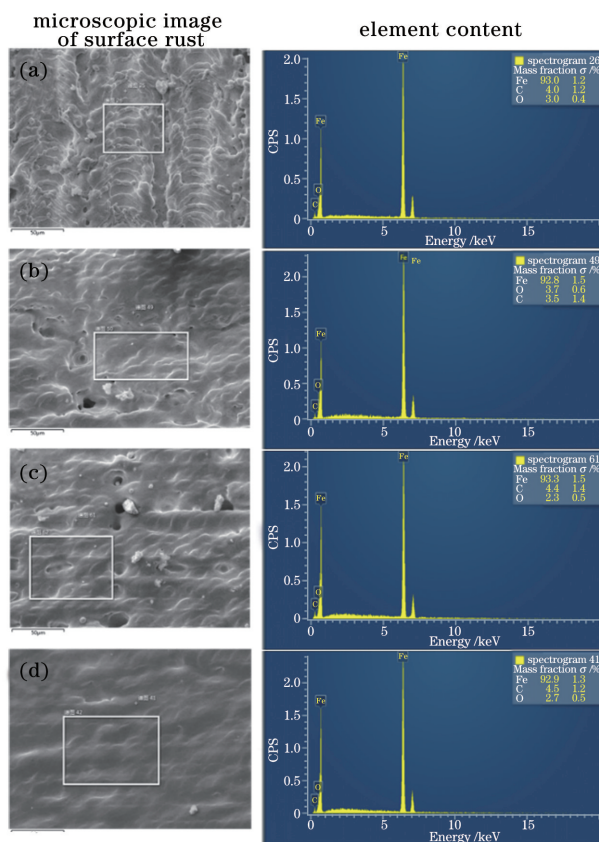 microscopic image
of surface rust
element content
(a)
50μm
2.0
1.5
1.0
0.5
0
CPS
Fe
Fe
O
C
5
10
15
Energy /keV
spectrogram 26
Mass fraction σ /%
Fe 93.0 1.2
C 4.0 1.2
O 3.0 0.4
(b)
50μm
2.0
1.5
1.0
0.5
0
CPS
Fe
Fe
Fe
O
C
0
5
10
15
Energy /keV
spectrogram 49
Mass fraction σ /%
Fe 92.8 1.5
O 3.7 0.6
C 3.5 1.4
(c)
50μm
2.0
1.5
1.0
0.5
0
CPS
Fe
Fe
O
C
0
5
10
15
Energy /keV
spectrogram 61
Mass fraction σ /%
Fe 93.3 1.5
C 4.4 1.4
O 2.3 0.5
(d)
2.0
1.5
1.0
0.5
0
CPS
Fe
Fe
O
C
0
5
10
15
Energy /keV
spectrogram 41
Mass fraction σ /%
Fe 92.9 1.3
C 4.5 1.2
O 2.7 0.5